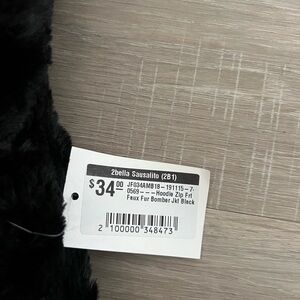 2bella Sausalito (2B1)
$34.00 JF034AMB18-191115-7-
0569---Hoodie Zip Frt
Faux Fur Bomber Jkt Black
2 100000 348473